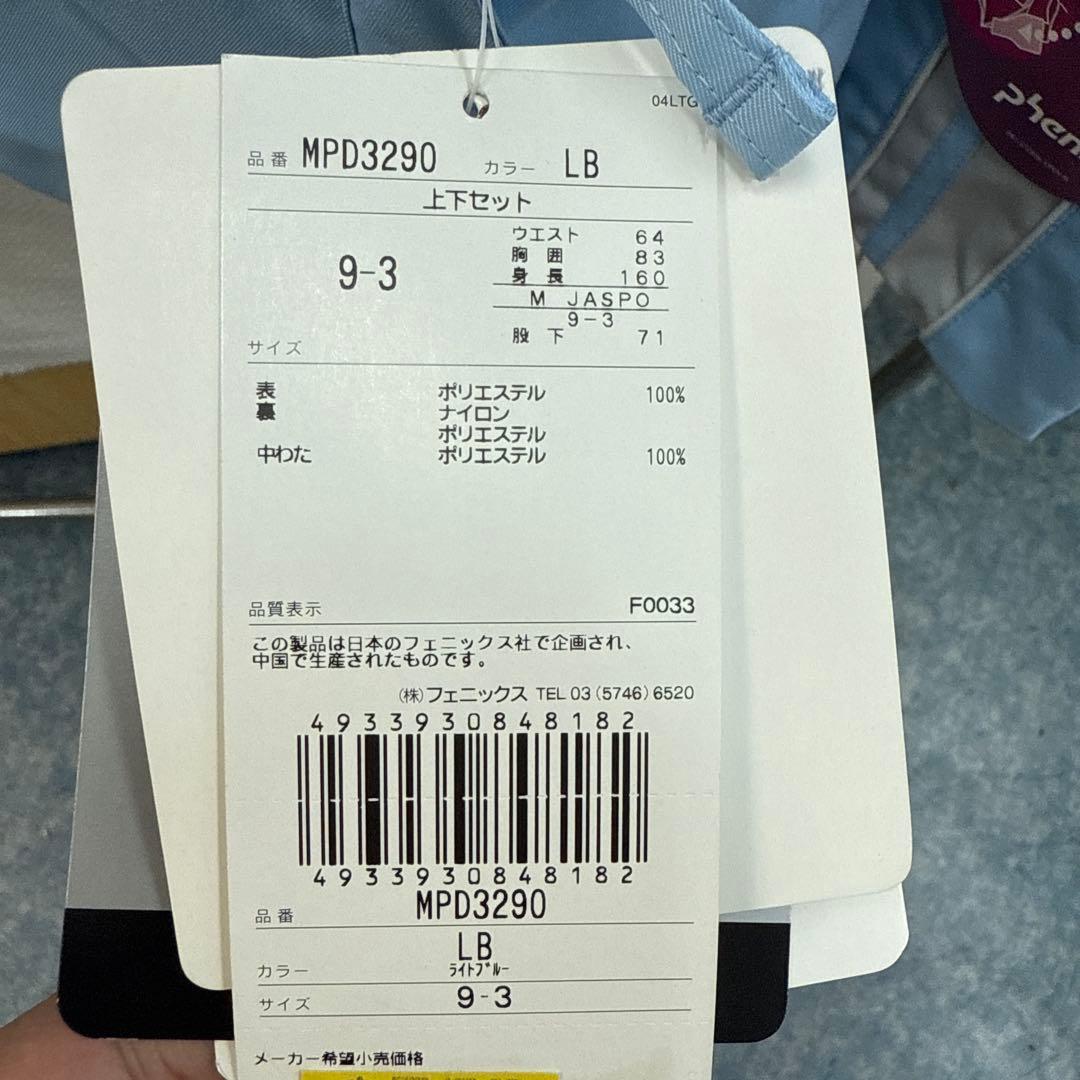 04LTG
phen
品番 MPD3290 カラー LB
上下セット
9-3
ウエスト 64
胸囲 83
身長 160
M JASPO
9-3
股下 71
サイズ
表 ポリエステル 100%
裏 ナイロン
ポリエステル
中わた ポリエステル 100%
品質表示 F0033
この製品は日本のフェニックス社で企画され、
中国で生産されたものです。
(株)フェニックス TEL 03(5746)6520
4933930848182
4933930848182
品番 MPD3290
カラー LB
ライトブルー
サイズ 9-3
メーカー希望小売価格